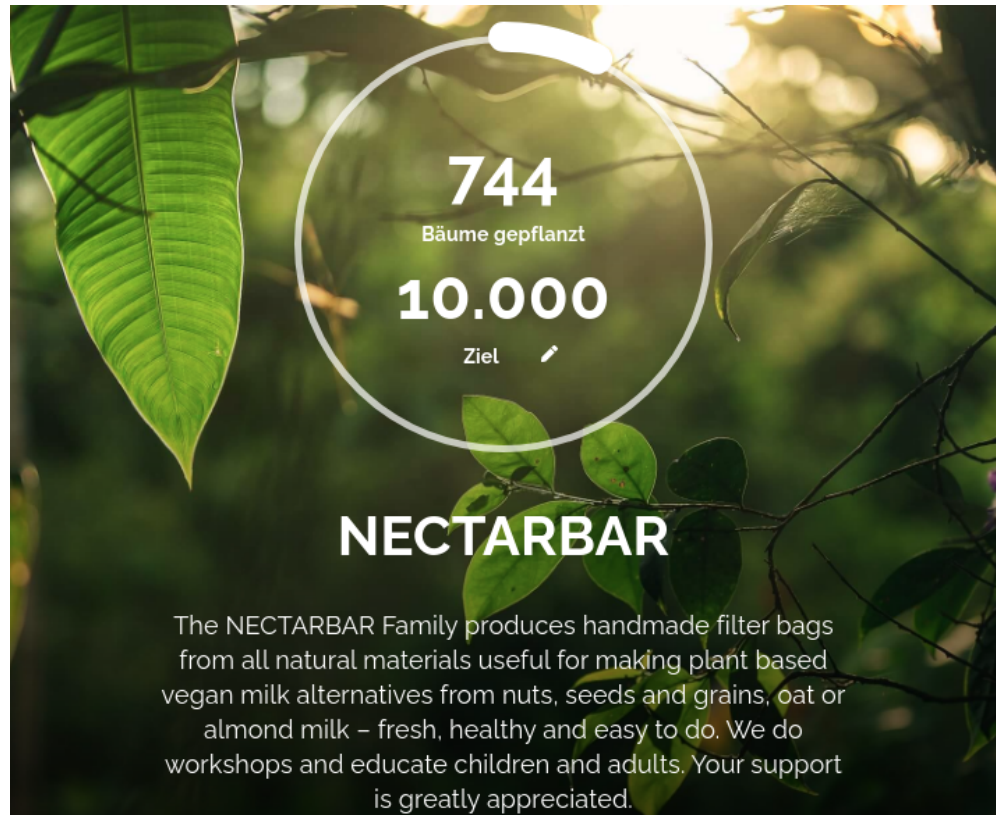 744
Bäume gepflanzt
10.000
Ziel
NECTARBAR
The NECTARBAR Family produces handmade filter bags
from all natural materials useful for making plant based
vegan milk alternatives from nuts, seeds and grains, oat or
almond milk – fresh, healthy and easy to do. We do
workshops and educate children and adults. Your support
is greatly appreciated.